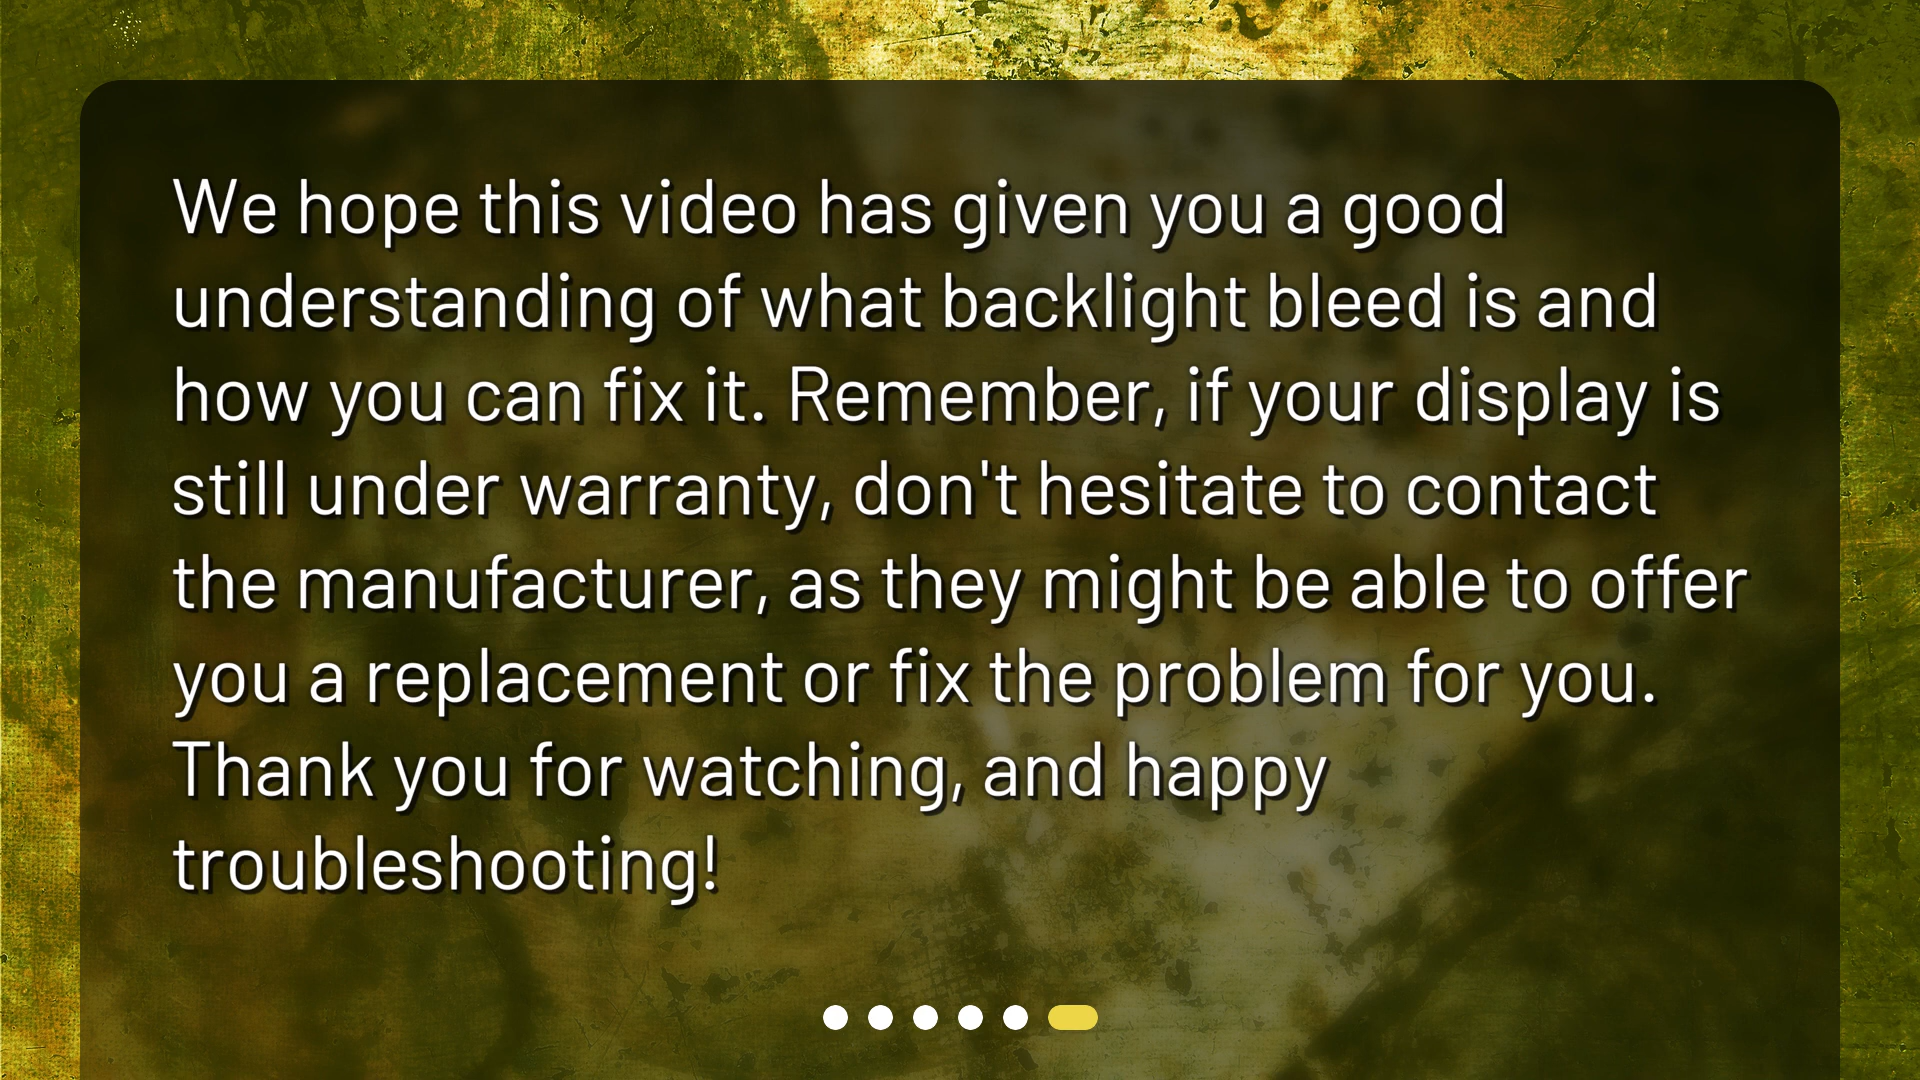 We hope this video has given you a good
understanding of what backlight bleed is and
how you can fix it. Remember, if your display is
still under warranty, don't hesitate to contact
the manufacturer, as they might be able to offer
you a replacement or fix the problem for you.
Thank you for watching, and happy
troubleshooting!